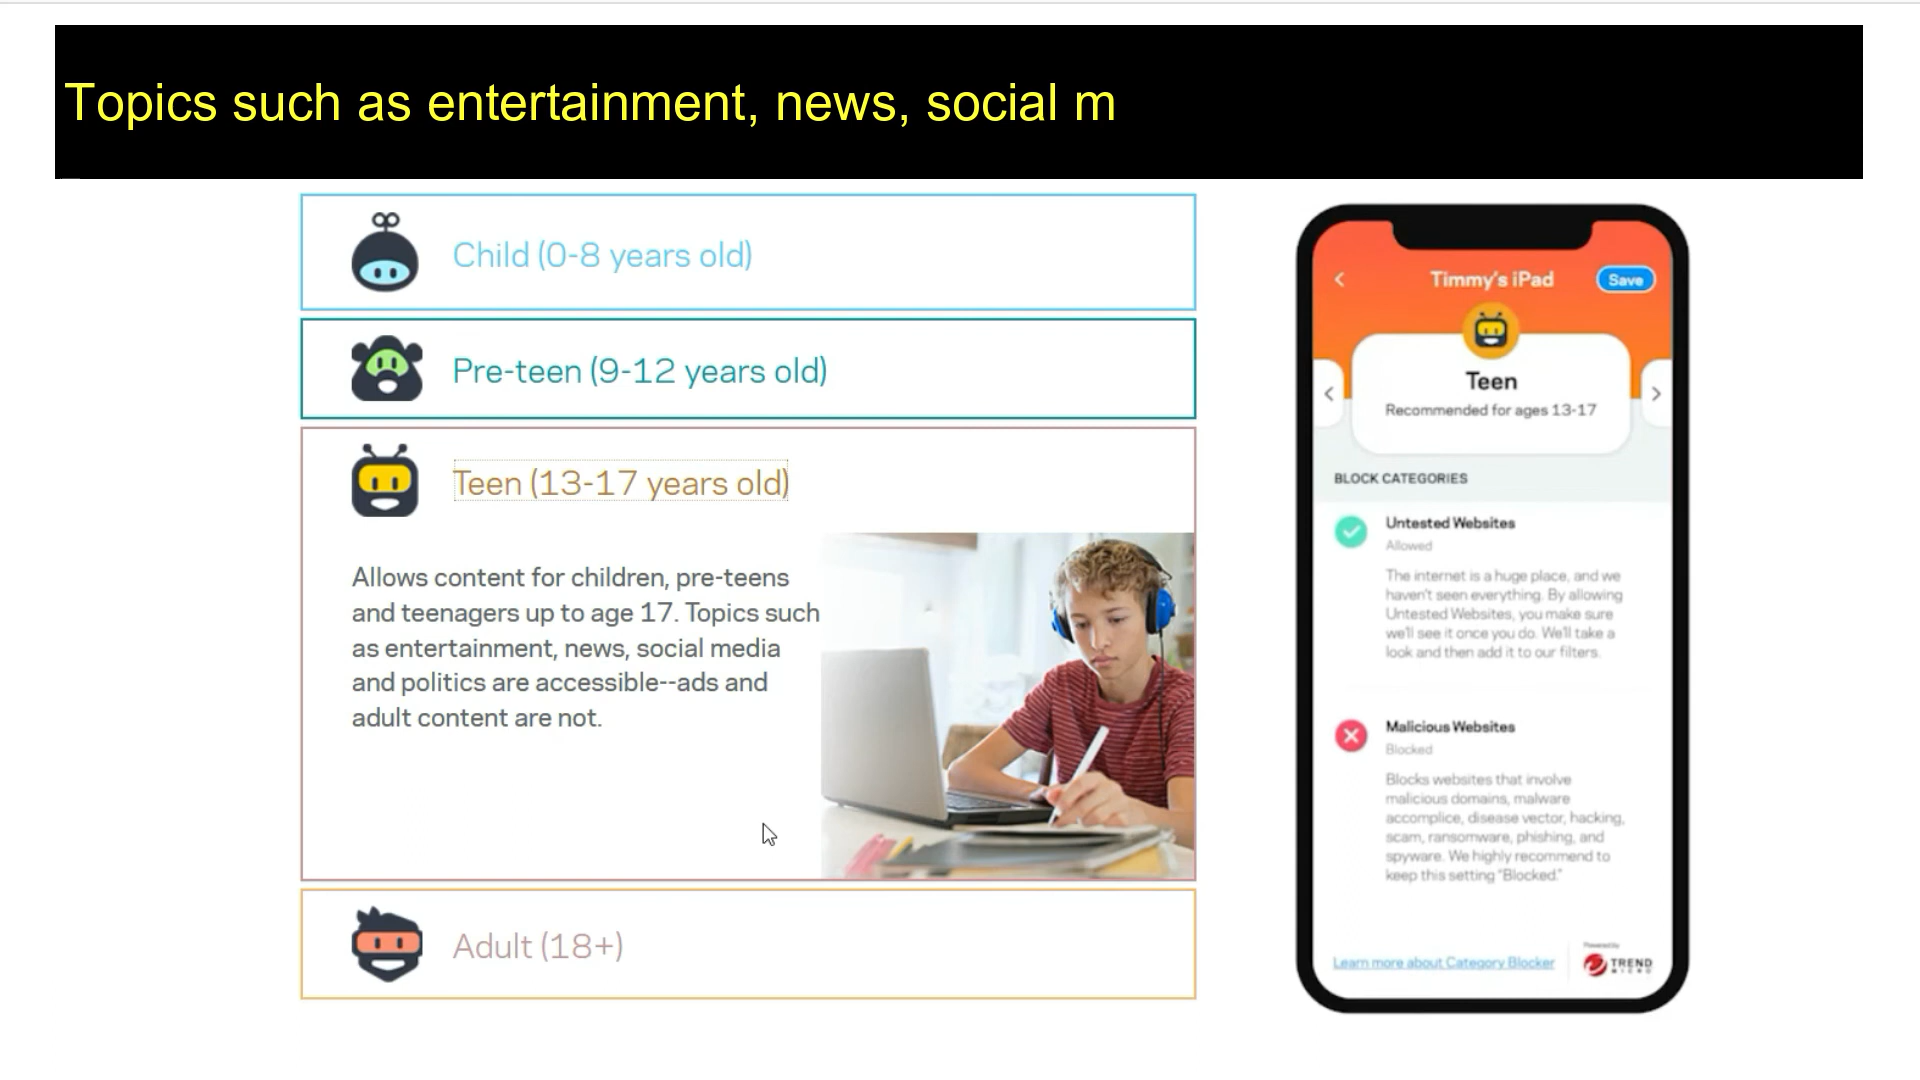 Topics such as entertainment, news, social m
Child (0-8 years old)
Pre-teen (9-12 years old)
Teen (13-17 years old)
Allows content for children, pre-teens
and teenagers up to age 17. Topics such
as entertainment, news, social media
and politics are accessible--ads and
adult content are not.
Adult (18+)
Timmy's iPad
Save
Teen
Recommended for ages 13-17
BLOCK CATEGORIES
Untested Websites
Allowed
The internet is a huge place, and we
haven't seen everything. By allowing
Untested Websites, you make sure
we'll see it once you do. We'll take a
look and then add it to our filters.
Malicious Websites
Blocked
Blocks websites that involve
malicious domains, malware
accomplice, disease vector, hacking,
scam, ransomware, phishing, and
spyware. We highly recommend to
keep this setting "Blocked."
Learn more about Category Blocker
Powered by
TREND
MICRO